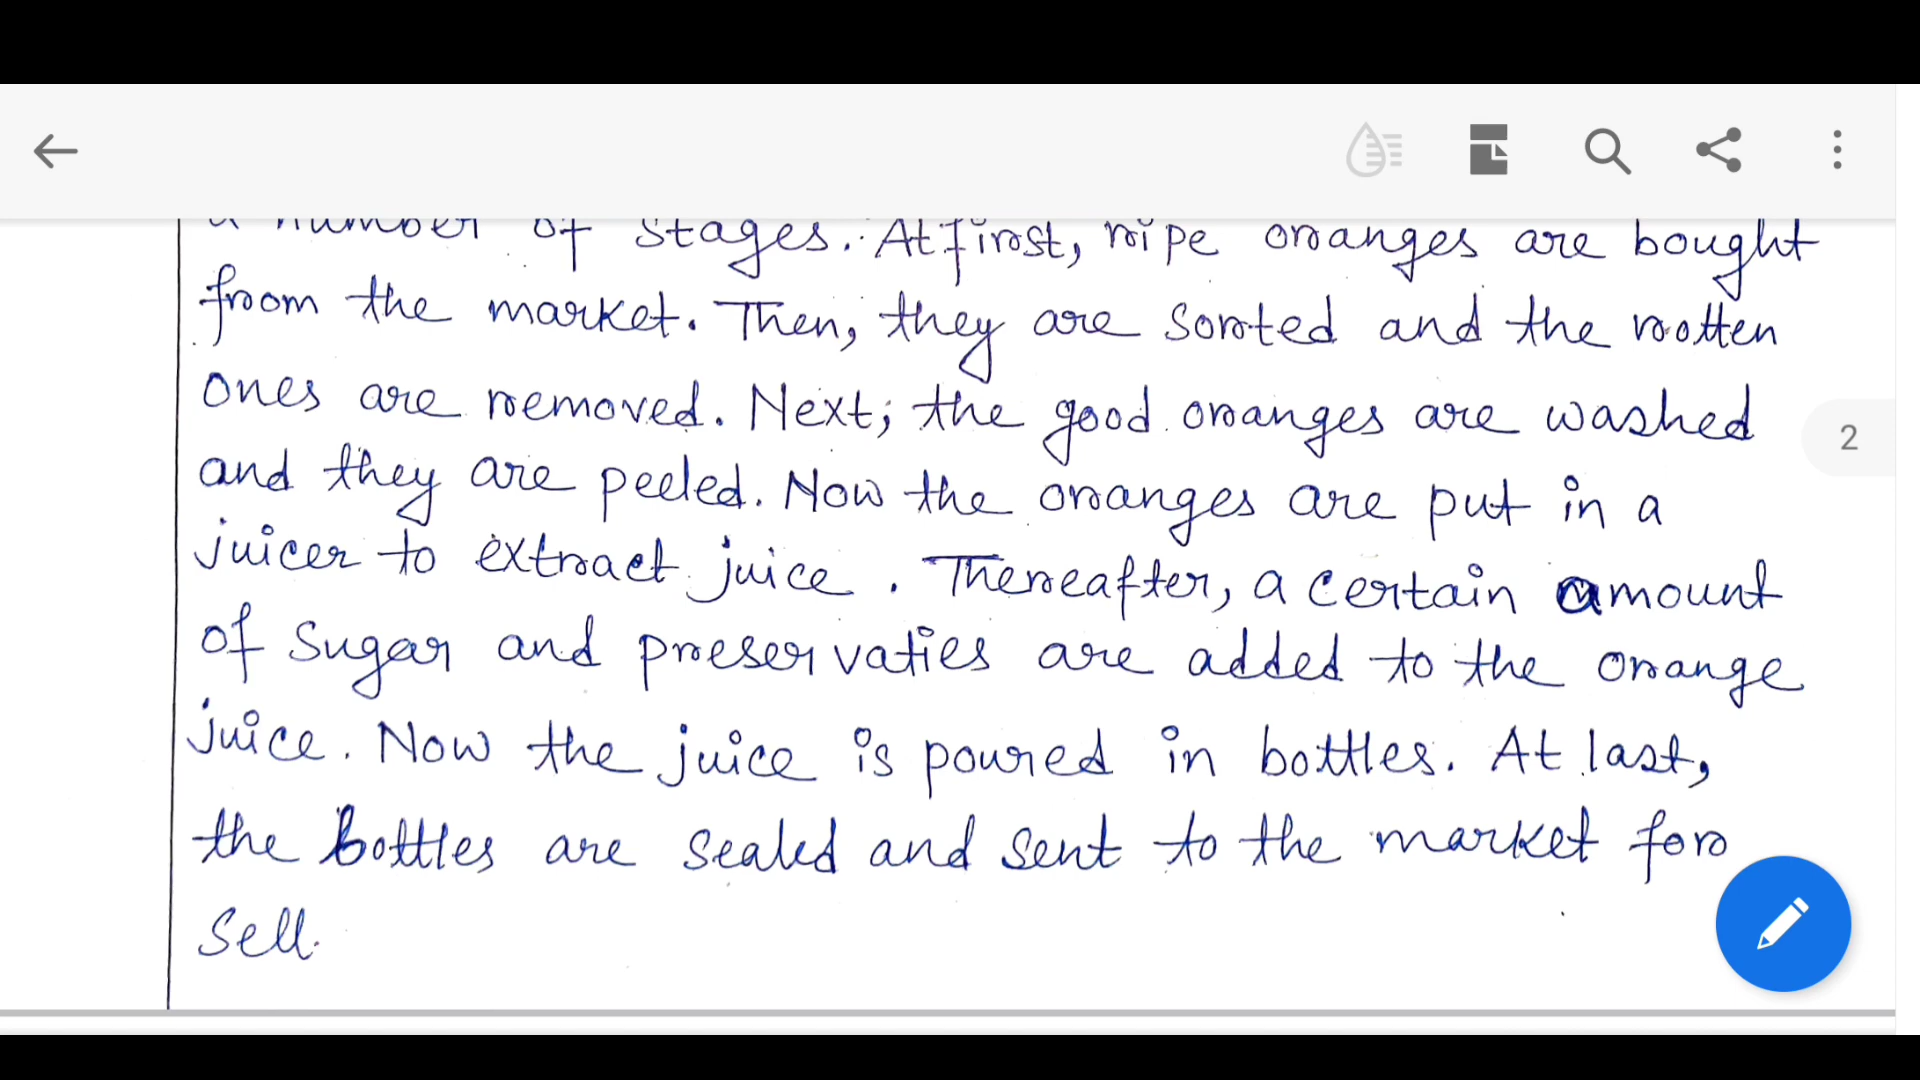 a number of stages. At first, ripe oranges are bought
from the market. Then, they are sorted and the rotten
ones are removed. Next, the good oranges are washed
and they are peeled. Now the oranges are put in a
juicer to extract juice. Thereafter, a certain amount
of sugar and preservaties are added to the orange
juice. Now the juice is poured in bottles. At last,
the bottles are sealed and sent to the market for
sell.
2